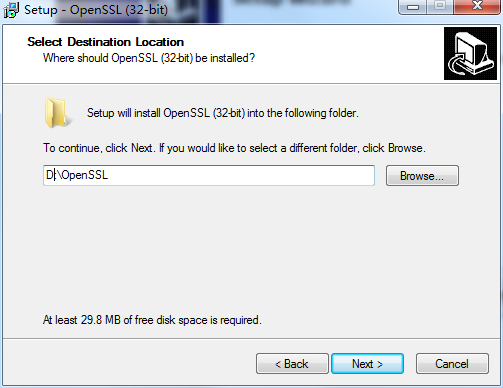 Setup - OpenSSL (32-bit)
Select Destination Location
Where should OpenSSL (32-bit) be installed?
Setup will install OpenSSL (32-bit) into the following folder.
To continue, click Next. If you would like to select a different folder, click Browse.
D:\OpenSSL
Browse...
At least 29.8 MB of free disk space is required.
< Back
Next >
Cancel